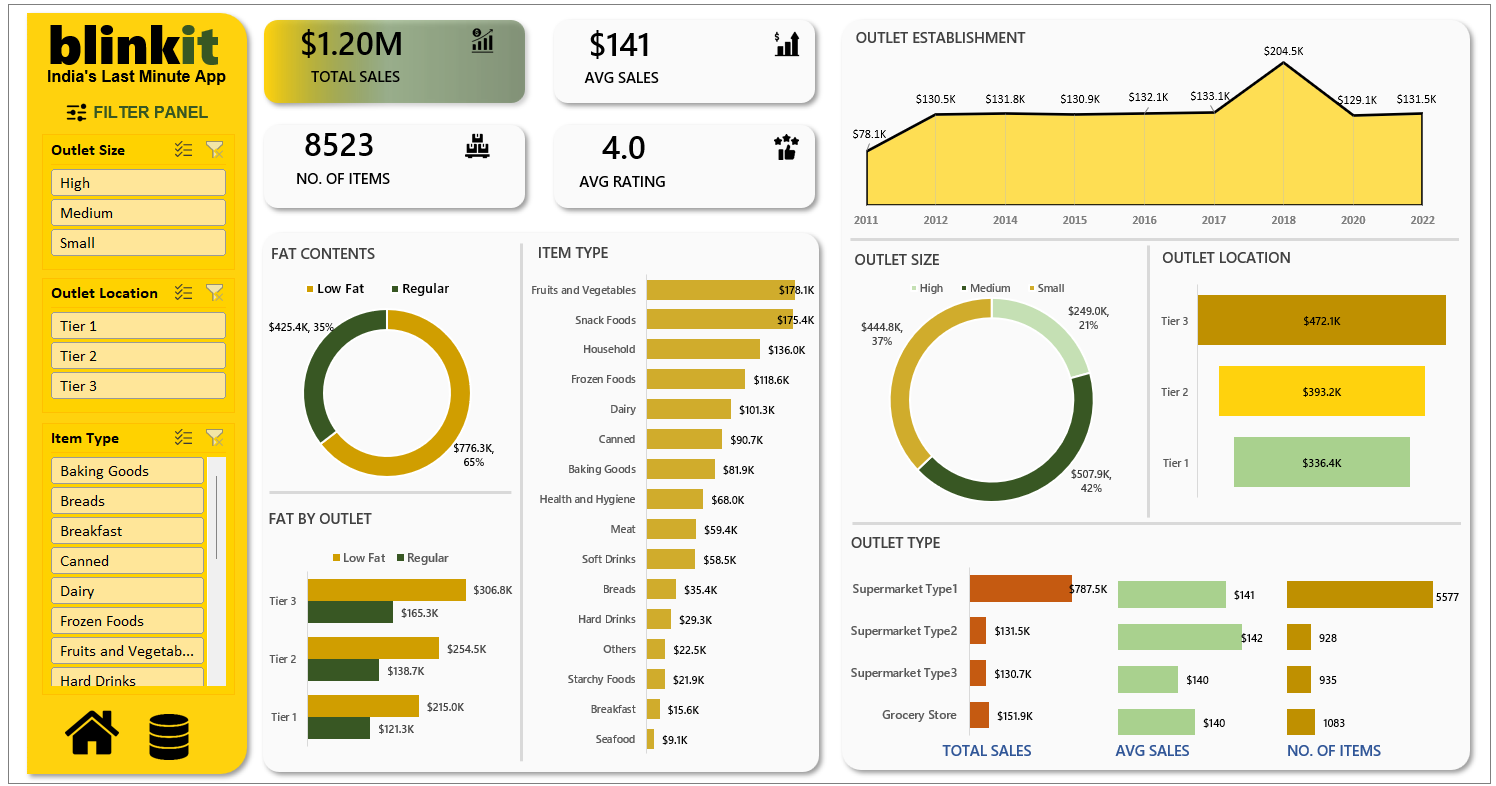 blinkit
India's Last Minute App
FILTER PANEL
Outlet Size
High
Medium
Small
Outlet Location
Tier 1
Tier 2
Tier 3
Item Type
Baking Goods
Breads
Breakfast
Canned
Dairy
Frozen Foods
Fruits and Vegetab...
Hard Drinks
$1.20M
TOTAL SALES
$141
AVG SALES
8523
NO. OF ITEMS
4.0
AVG RATING
FAT CONTENTS
Low Fat Regular
$425.4K, 35%
$776.3K,
65%
FAT BY OUTLET
Low Fat Regular
Tier 3 $306.8K
$165.3K
Tier 2 $254.5K
$138.7K
Tier 1 $215.0K
$121.3K
ITEM TYPE
Fruits and Vegetables $178.1K
Snack Foods $175.4K
Household $136.0K
Frozen Foods $118.6K
Dairy $101.3K
Canned $90.7K
Baking Goods $81.9K
Health and Hygiene $68.0K
Meat $59.4K
Soft Drinks $58.5K
Breads $35.4K
Hard Drinks $29.3K
Others $22.5K
Starchy Foods $21.9K
Breakfast $15.6K
Seafood $9.1K
OUTLET ESTABLISHMENT
$78.1K $130.5K $131.8K $130.9K $132.1K $133.1K $204.5K $129.1K $131.5K
2011 2012 2014 2015 2016 2017 2018 2020 2022
OUTLET SIZE
High Medium Small
$249.0K,
21%
$444.8K,
37%
$507.9K,
42%
OUTLET LOCATION
Tier 3 $472.1K
Tier 2 $393.2K
Tier 1 $336.4K
OUTLET TYPE
Supermarket Type1 $787.5K $141 5577
Supermarket Type2 $131.5K $142 928
Supermarket Type3 $130.7K $140 935
Grocery Store $151.9K $140 1083
TOTAL SALES AVG SALES NO. OF ITEMS